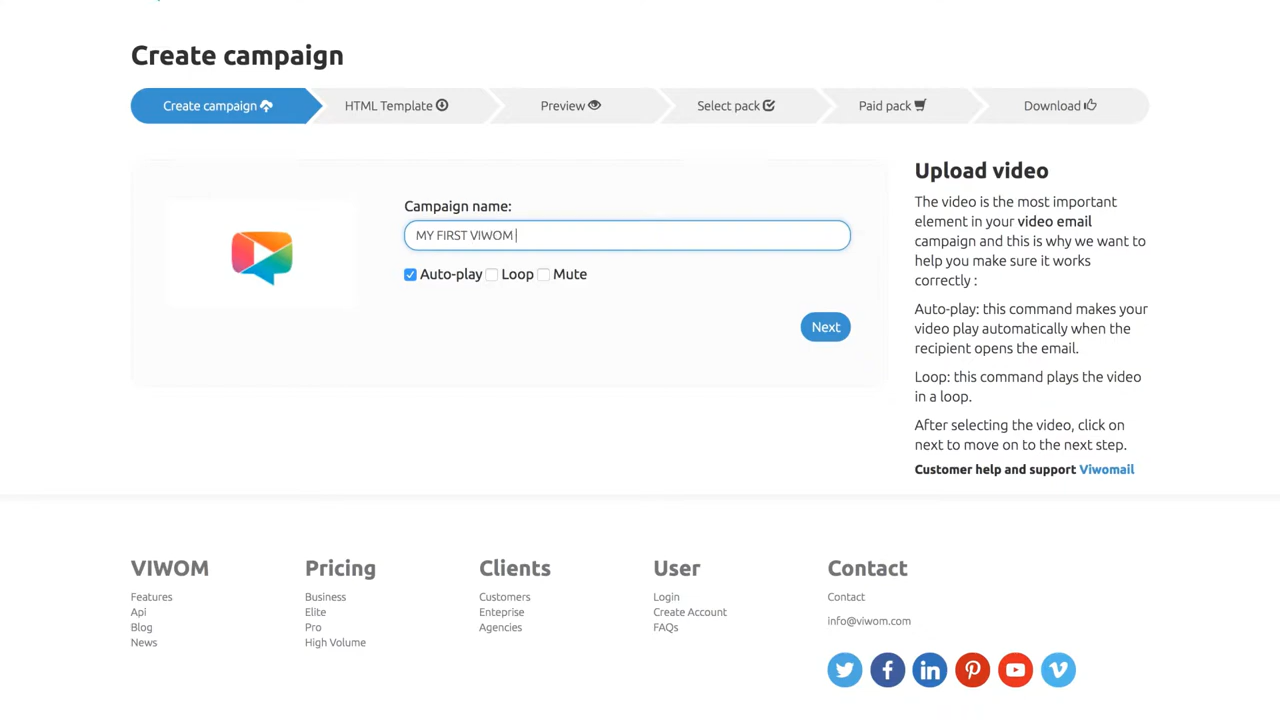 Create campaign
Create campaign
HTML Template
Preview
Select pack
Paid pack
Download
Campaign name:
MY FIRST VIWOM
Auto-play
Loop
Mute
Next
Upload video
The video is the most important
element in your video email
campaign and this is why we want to
help you make sure it works
correctly :
Auto-play: this command makes your
video play automatically when the
recipient opens the email.
Loop: this command plays the video
in a loop.
After selecting the video, click on
next to move on to the next step.
Customer help and support Viwomail
VIWOM
Features
Api
Blog
News
Pricing
Business
Elite
Pro
High Volume
Clients
Customers
Enteprise
Agencies
User
Login
Create Account
FAQs
Contact
Contact
info@viwom.com